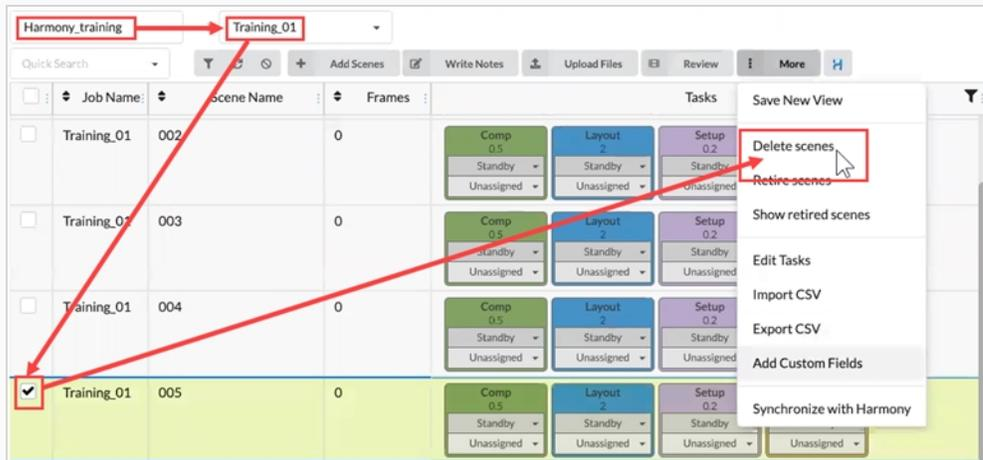 Harmony_training Training_01
Quick Search Add Scenes Write Notes Upload Files Review More
Job Name Scene Name Frames Tasks
Save New View
Delete scenes
Retire scenes
Show retired scenes
Edit Tasks
Import CSV
Export CSV
Add Custom Fields
Synchronize with Harmony
Training_01 002 0
Comp Layout Setup
0.5 2 0.2
Standby Standby Standby
Unassigned Unassigned Unassigned
Training_01 003 0
Comp Layout Setup
0.5 2 0.2
Standby Standby Standby
Unassigned Unassigned Unassigned
Training_01 004 0
Comp Layout Setup
0.5 2 0.2
Standby Standby Standby
Unassigned Unassigned Unassigned
Training_01 005 0
Comp Layout Setup
0.5 2 0.2
Standby Standby Standby
Unassigned Unassigned Unassigned Unassigned